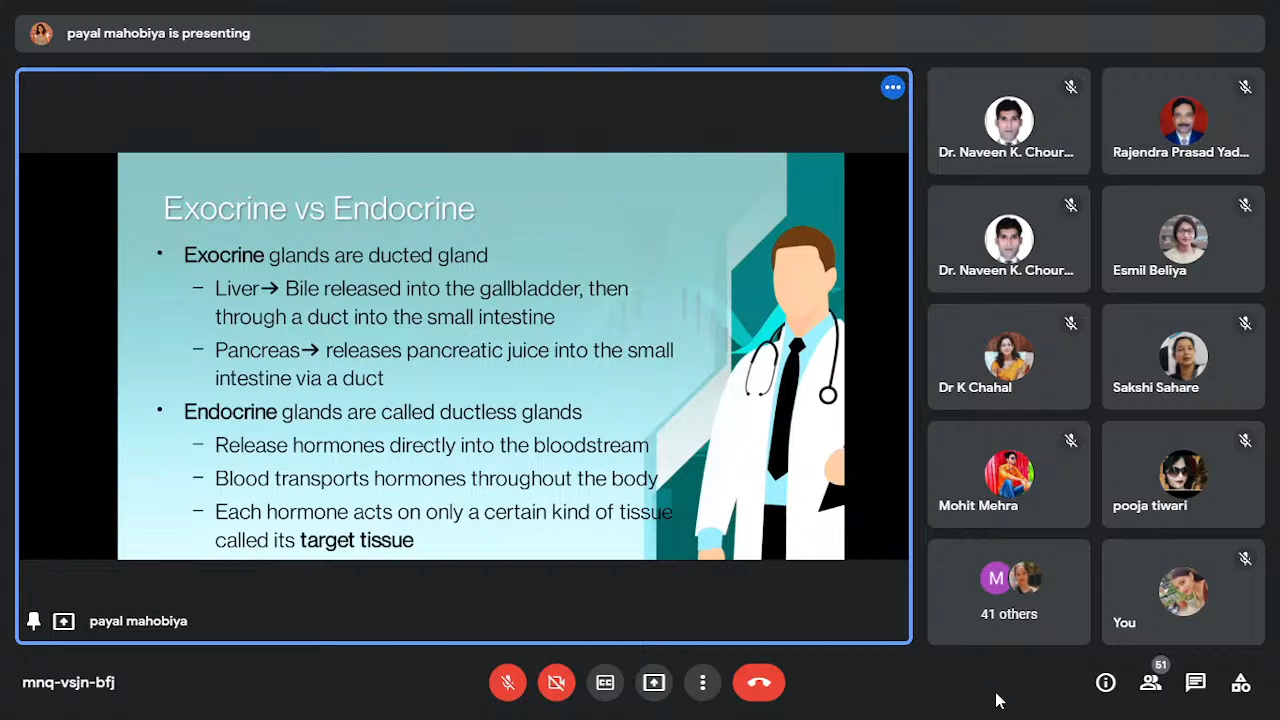 payal mahobiya is presenting
Exocrine vs Endocrine
• Exocrine glands are ducted gland
– Liver→ Bile released into the gallbladder, then
through a duct into the small intestine
– Pancreas→ releases pancreatic juice into the small
intestine via a duct
• Endocrine glands are called ductless glands
– Release hormones directly into the bloodstream
– Blood transports hormones throughout the body
– Each hormone acts on only a certain kind of tissue
called its target tissue
payal mahobiya
Dr. Naveen K. Chour...
Rajendra Prasad Yad...
Dr. Naveen K. Chour...
Esmil Beliya
Dr K Chahal
Sakshi Sahare
Mohit Mehra
pooja tiwari
M
41 others
You
mnq-vsjn-bfj
CC
51